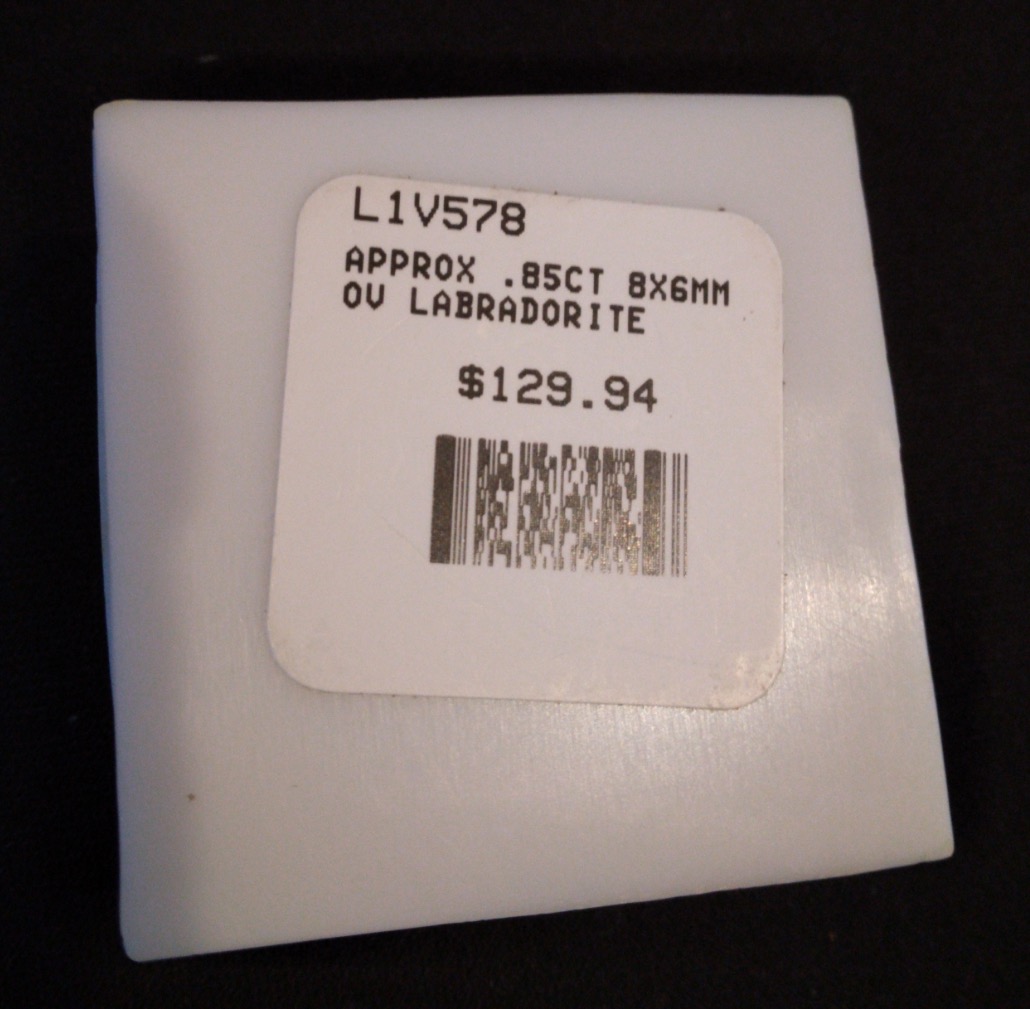 L1V578
APPROX .85CT 8X6MM
OV LABRADORITE
$129.94